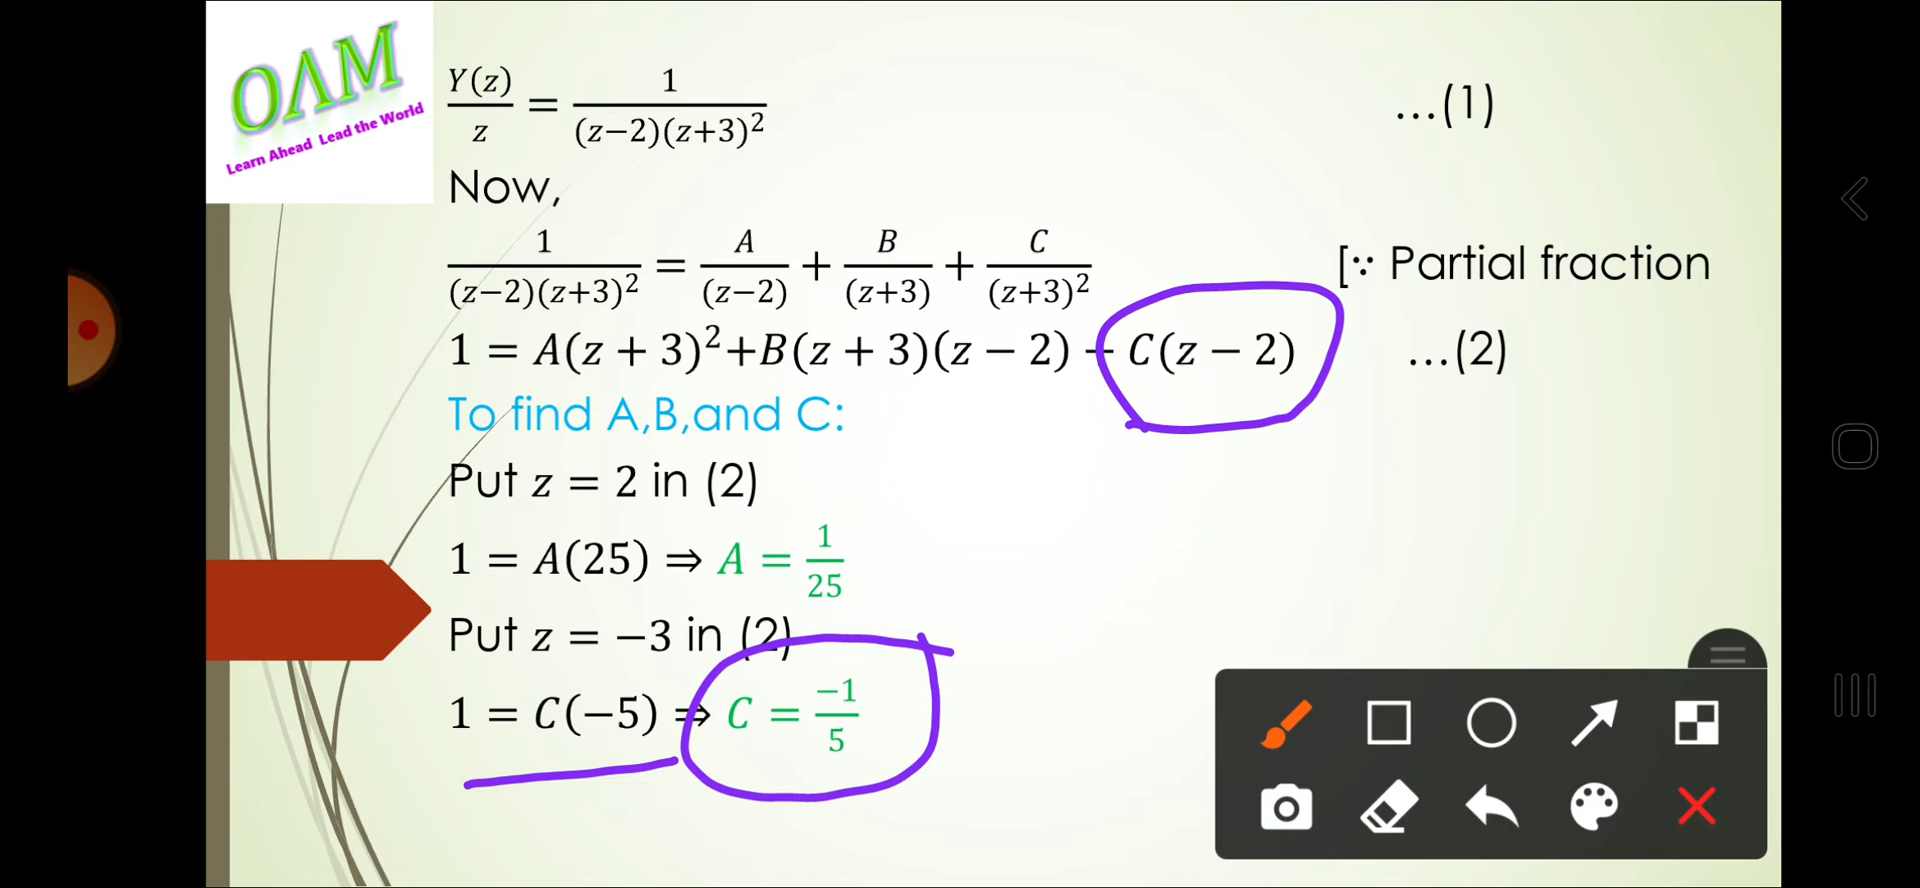 OΛM
Learn Ahead Lead the World
Y(z)/z = 1/((z−2)(z+3)²) ...(1)
Now,
1/((z−2)(z+3)²) = A/(z−2) + B/(z+3) + C/(z+3)² [∵ Partial fraction
1 = A(z + 3)²+B(z + 3)(z − 2) + C(z − 2) ...(2)
To find A,B,and C:
Put z = 2 in (2)
1 = A(25) ⇒ A = 1/25
Put z = −3 in (2)
1 = C(−5) ⇒ C = −1/5